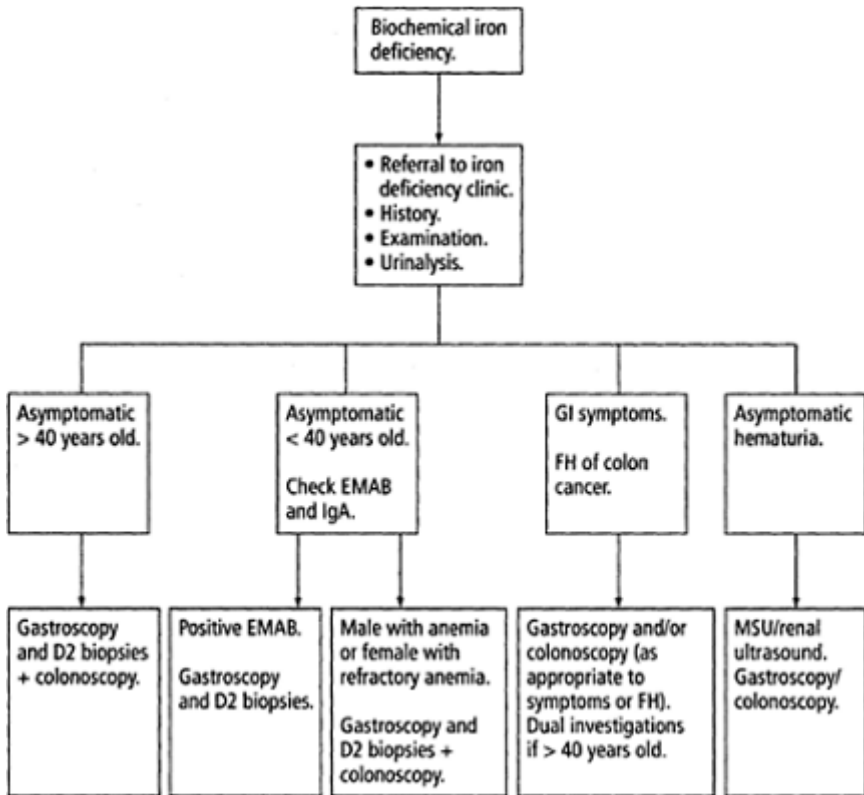 Biochemical iron
deficiency.
• Referral to iron
deficiency clinic.
• History.
• Examination.
• Urinalysis.
Asymptomatic
> 40 years old.
Asymptomatic
< 40 years old.
Check EMAB
and IgA.
GI symptoms.
FH of colon
cancer.
Asymptomatic
hematuria.
Gastroscopy
and D2 biopsies
+ colonoscopy.
Positive EMAB.
Gastroscopy
and D2 biopsies.
Male with anemia
or female with
refractory anemia.
Gastroscopy and
D2 biopsies +
colonoscopy.
Gastroscopy and/or
colonoscopy (as
appropriate to
symptoms or FH).
Dual investigations
if > 40 years old.
MSU/renal
ultrasound.
Gastroscopy/
colonoscopy.